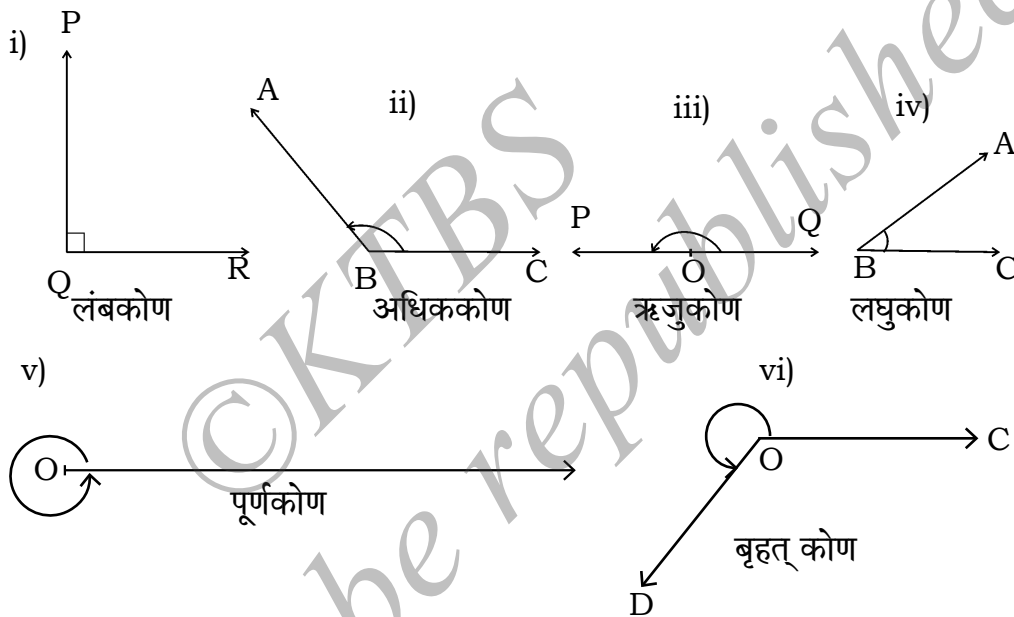 i)
P
Q
R
लंबकोण
ii)
A
B
C
अधिककोण
iii)
P
Q
O
ऋजुकोण
iv)
A
B
C
लघुकोण
v)
O
पूर्णकोण
vi)
O
C
D
बृहत् कोण
©KTBS
be republished